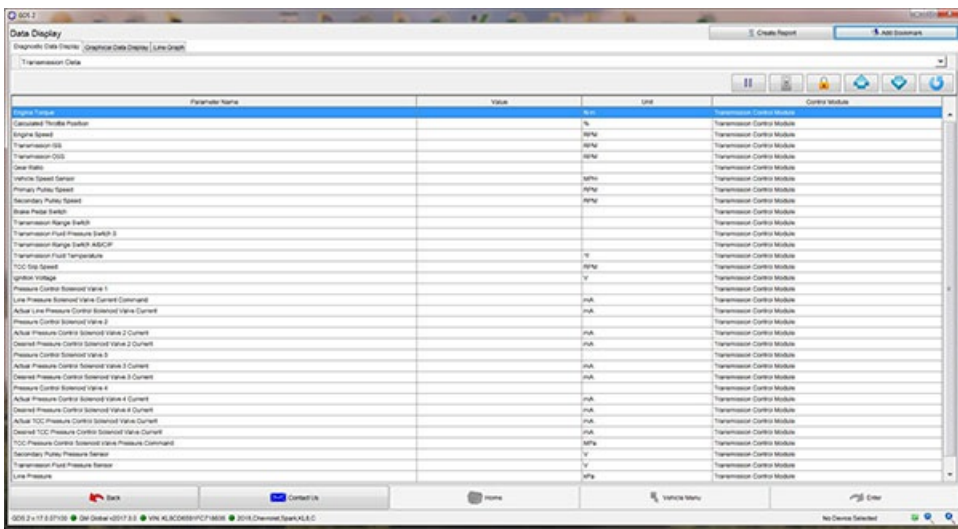 GDS 2
Data Display
Create Report
Add Bookmark
Diagnostic Data Display Graphical Data Display Line Graph
Transmission Data
Parameter Name Value Unit Control Module
Engine Torque N·m Transmission Control Module
Calculated Throttle Position % Transmission Control Module
Engine Speed RPM Transmission Control Module
Transmission ISS RPM Transmission Control Module
Transmission OSS RPM Transmission Control Module
Gear Ratio Transmission Control Module
Vehicle Speed Sensor MPH Transmission Control Module
Primary Pulley Speed RPM Transmission Control Module
Secondary Pulley Speed RPM Transmission Control Module
Brake Pedal Switch Transmission Control Module
Transmission Range Switch Transmission Control Module
Transmission Fluid Pressure Switch 3 Transmission Control Module
Transmission Range Switch A/B/C/P Transmission Control Module
Transmission Fluid Temperature °F Transmission Control Module
TCC Slip Speed RPM Transmission Control Module
Ignition Voltage V Transmission Control Module
Pressure Control Solenoid Valve 1 Transmission Control Module
Line Pressure Solenoid Valve Current Command mA Transmission Control Module
Actual Line Pressure Control Solenoid Valve Current mA Transmission Control Module
Pressure Control Solenoid Valve 2 Transmission Control Module
Actual Pressure Control Solenoid Valve 2 Current mA Transmission Control Module
Desired Pressure Control Solenoid Valve 2 Current mA Transmission Control Module
Pressure Control Solenoid Valve 3 Transmission Control Module
Actual Pressure Control Solenoid Valve 3 Current mA Transmission Control Module
Desired Pressure Control Solenoid Valve 3 Current mA Transmission Control Module
Pressure Control Solenoid Valve 4 Transmission Control Module
Actual Pressure Control Solenoid Valve 4 Current mA Transmission Control Module
Desired Pressure Control Solenoid Valve 4 Current mA Transmission Control Module
Actual TCC Pressure Control Solenoid Valve Current mA Transmission Control Module
Desired TCC Pressure Control Solenoid Valve Current mA Transmission Control Module
TCC Pressure Control Solenoid Valve Pressure Command MPa Transmission Control Module
Secondary Pulley Pressure Sensor V Transmission Control Module
Transmission Fluid Pressure Sensor V Transmission Control Module
Line Pressure kPa Transmission Control Module
Back Contact Us Home Vehicle Menu Enter
GDS 2 v.17.3.07100 GM Global v2017.3.0 2015,Chevrolet,Spark No Device Selected